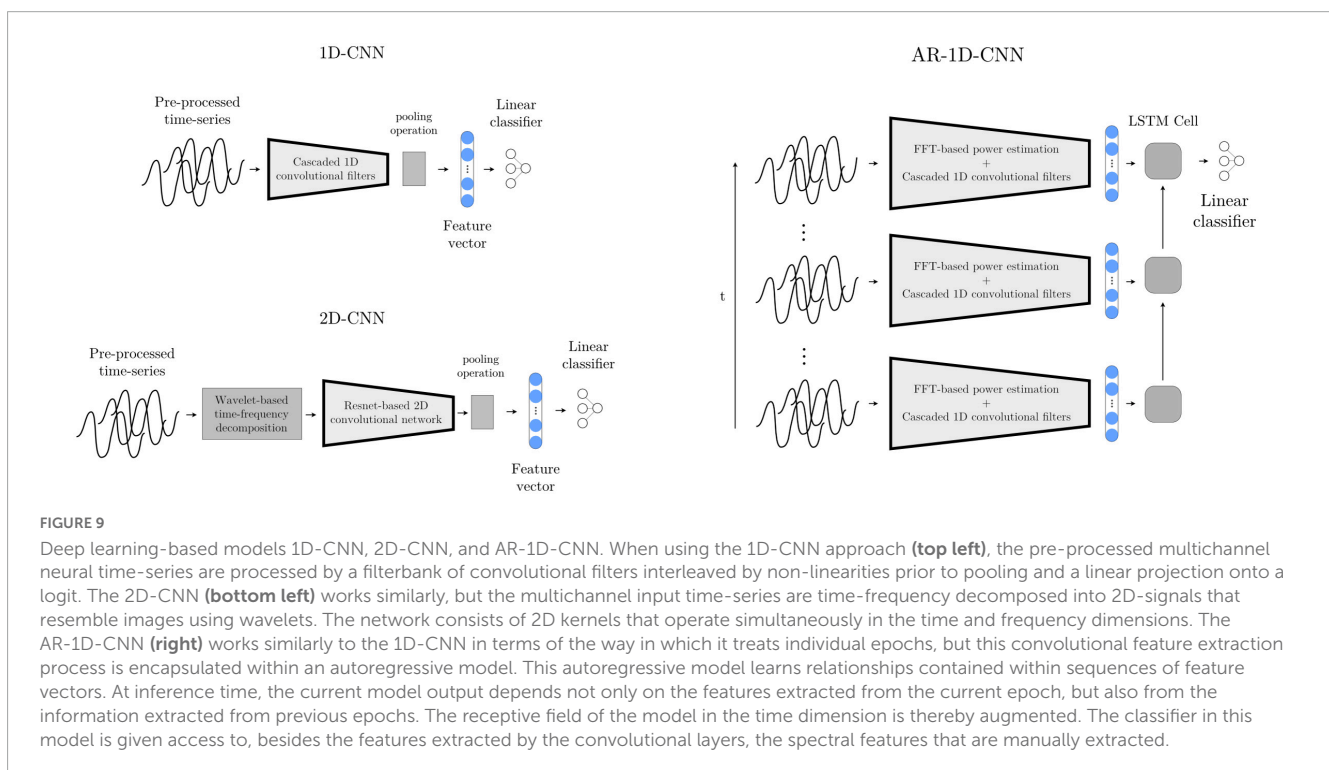 1D-CNN
Pre-processed
time-series
Cascaded 1D
convolutional filters
pooling
operation
Linear
classifier
Feature
vector
2D-CNN
Pre-processed
time-series
Wavelet-based
time-frequency
decomposition
Resnet-based 2D
convolutional network
pooling
operation
Linear
classifier
Feature
vector
AR-1D-CNN
t
FFT-based power estimation
+
Cascaded 1D convolutional filters
LSTM Cell
Linear
classifier
FFT-based power estimation
+
Cascaded 1D convolutional filters
FFT-based power estimation
+
Cascaded 1D convolutional filters
FIGURE 9
Deep learning-based models 1D-CNN, 2D-CNN, and AR-1D-CNN. When using the 1D-CNN approach (top left), the pre-processed multichannel
neural time-series are processed by a filterbank of convolutional filters interleaved by non-linearities prior to pooling and a linear projection onto a
logit. The 2D-CNN (bottom left) works similarly, but the multichannel input time-series are time-frequency decomposed into 2D-signals that
resemble images using wavelets. The network consists of 2D kernels that operate simultaneously in the time and frequency dimensions. The
AR-1D-CNN (right) works similarly to the 1D-CNN in terms of the way in which it treats individual epochs, but this convolutional feature extraction
process is encapsulated within an autoregressive model. This autoregressive model learns relationships contained within sequences of feature
vectors. At inference time, the current model output depends not only on the features extracted from the current epoch, but also from the
information extracted from previous epochs. The receptive field of the model in the time dimension is thereby augmented. The classifier in this
model is given access to, besides the features extracted by the convolutional layers, the spectral features that are manually extracted.